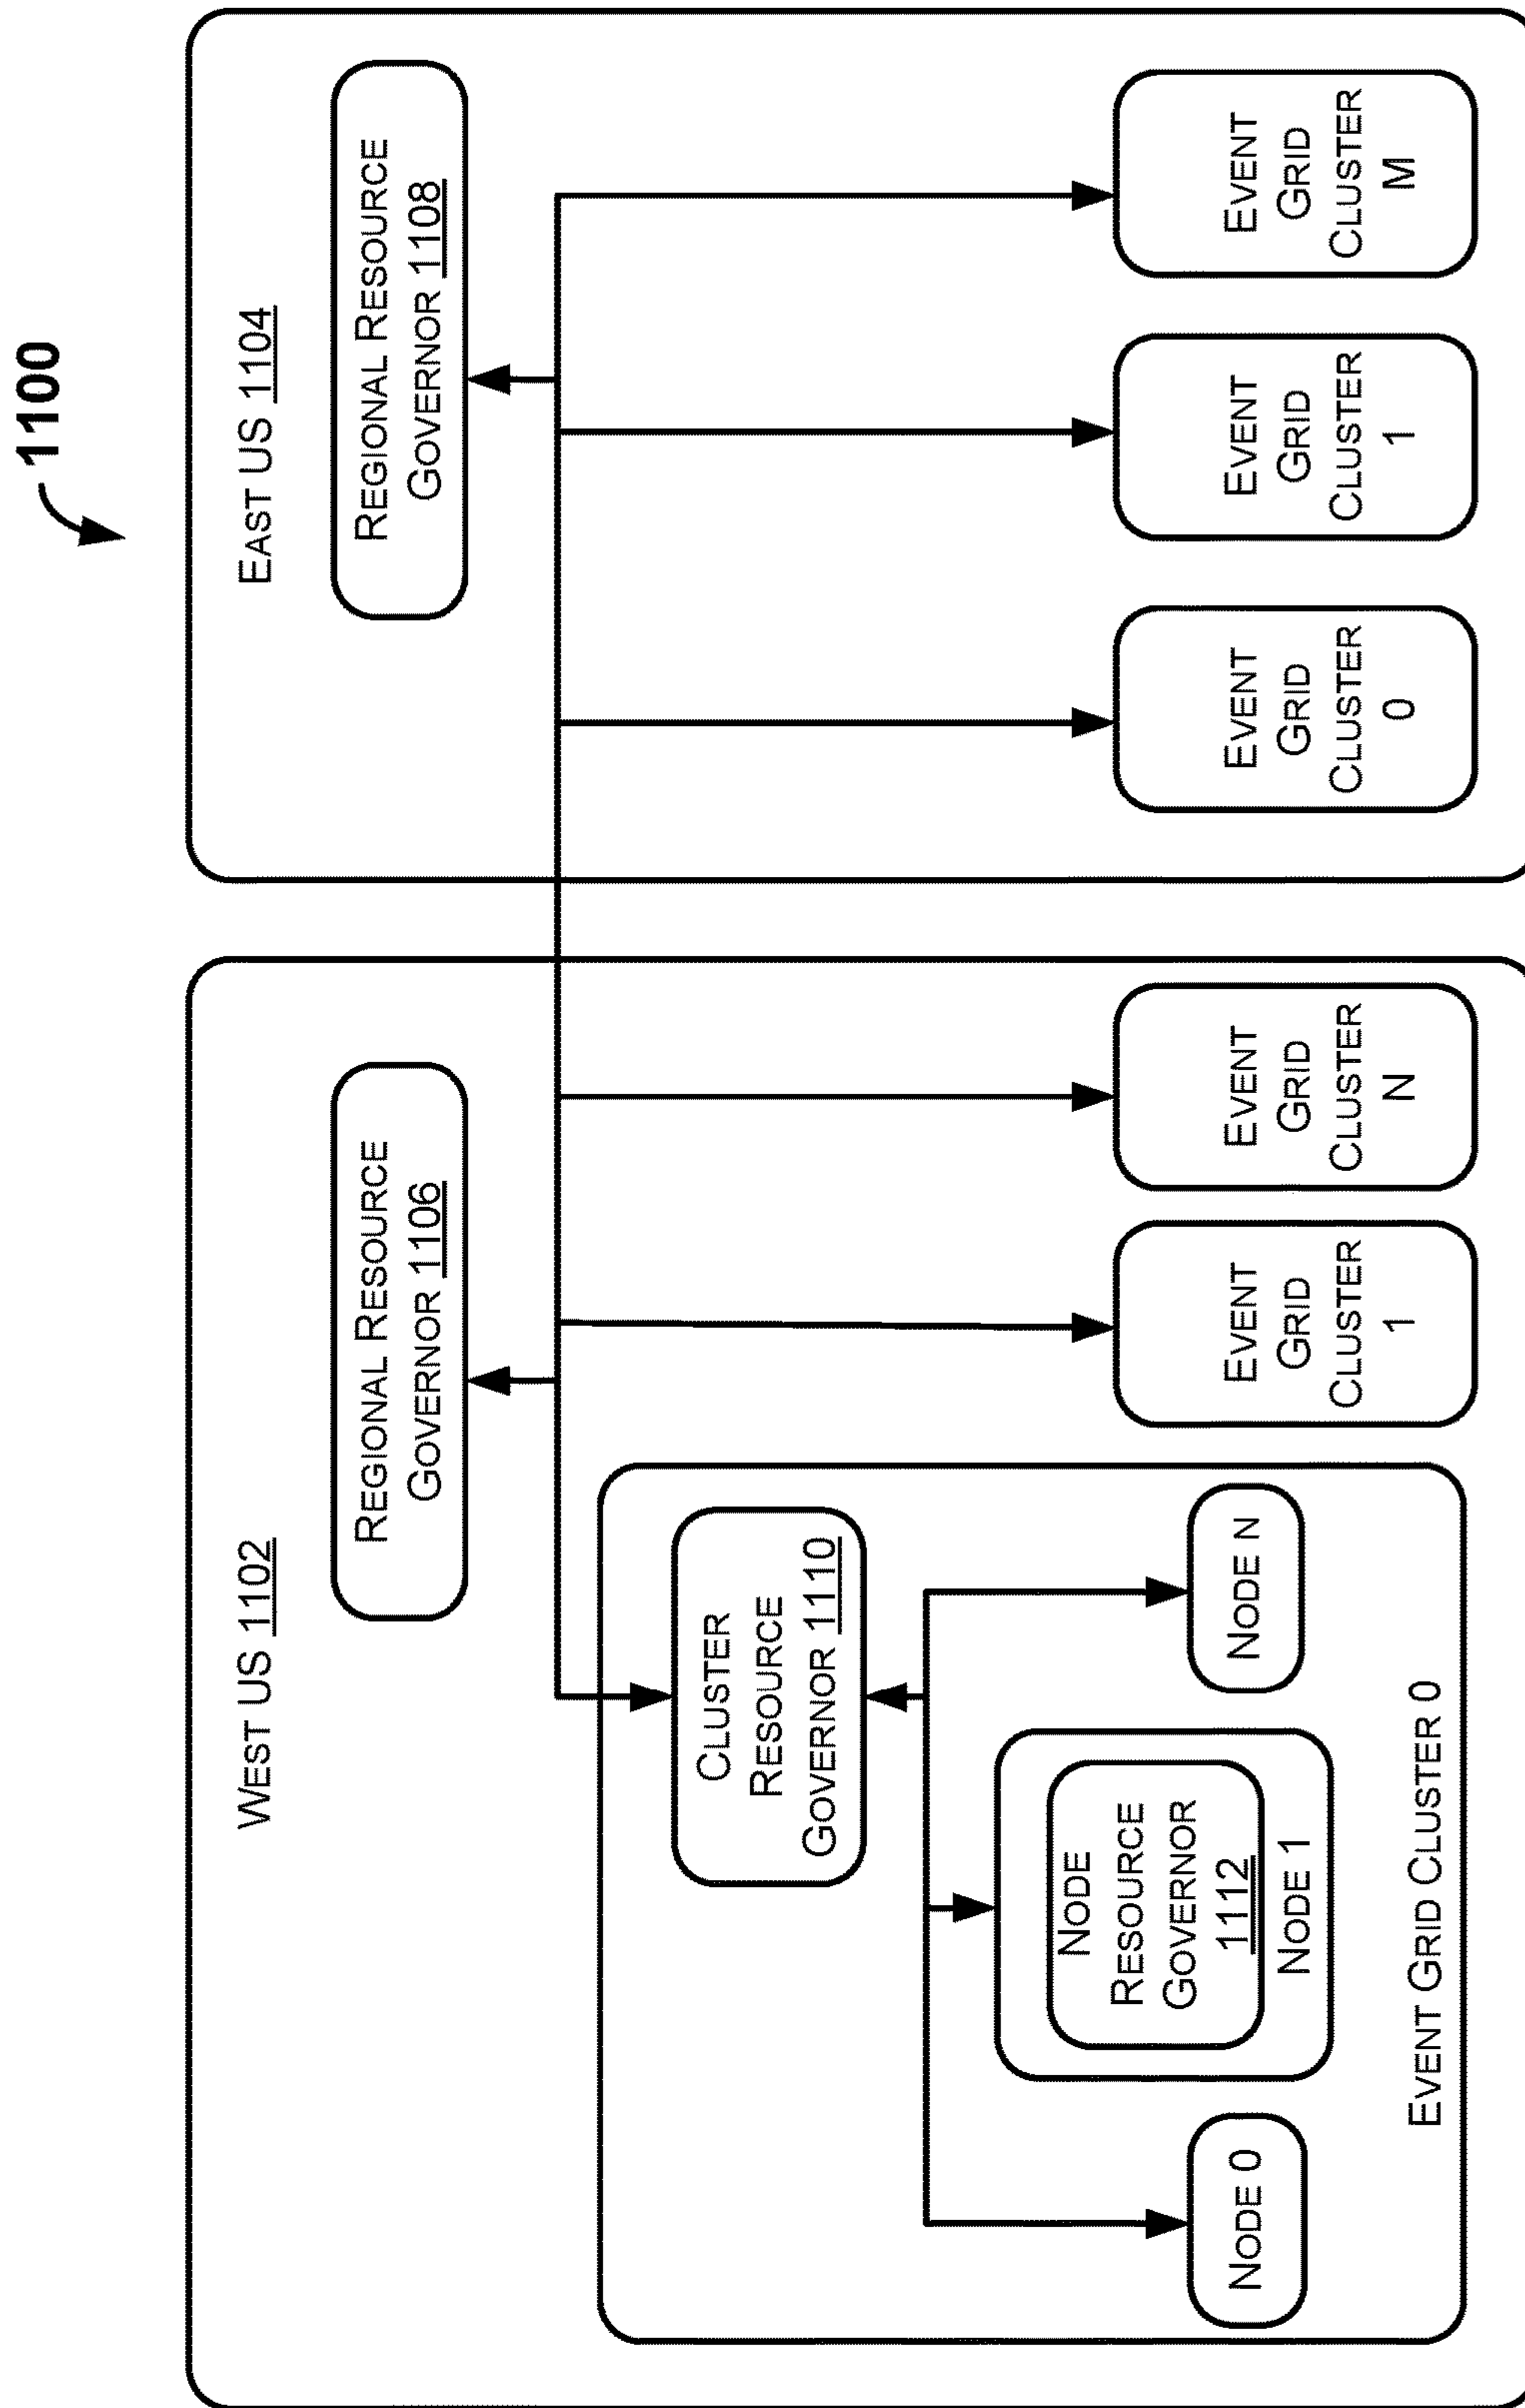 1100
WEST US 1102
REGIONAL RESOURCE
GOVERNOR 1106
CLUSTER
RESOURCE
GOVERNOR 1110
NODE 0
NODE
RESOURCE
GOVERNOR
1112
NODE 1
NODE N
EVENT GRID CLUSTER 0
EVENT
GRID
CLUSTER
1
EVENT
GRID
CLUSTER
N
EAST US 1104
REGIONAL RESOURCE
GOVERNOR 1108
EVENT
GRID
CLUSTER
0
EVENT
GRID
CLUSTER
1
EVENT
GRID
CLUSTER
M